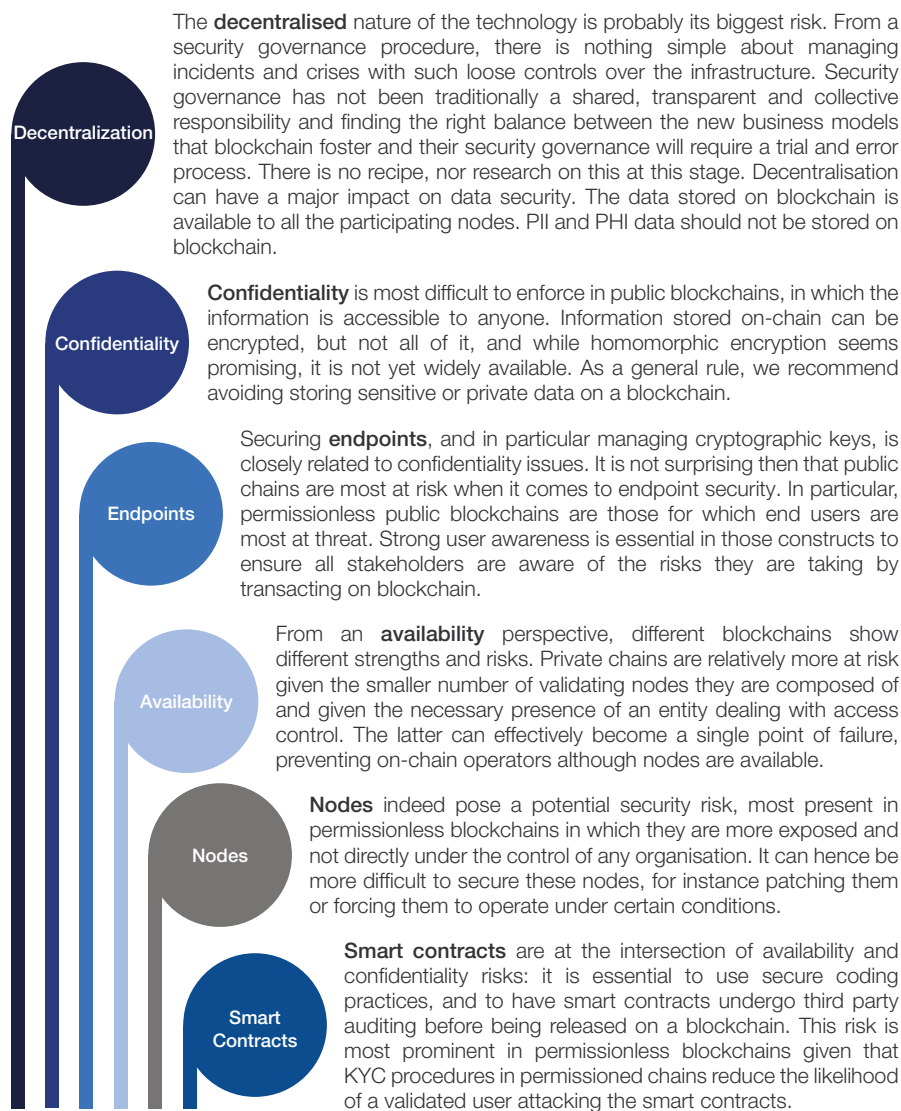 The decentralised nature of the technology is probably its biggest risk. From a
security governance procedure, there is nothing simple about managing
incidents and crises with such loose controls over the infrastructure. Security
governance has not been traditionally a shared, transparent and collective
responsibility and finding the right balance between the new business models
that blockchain foster and their security governance will require a trial and error
process. There is no recipe, nor research on this at this stage. Decentralisation
can have a major impact on data security. The data stored on blockchain is
available to all the participating nodes. PII and PHI data should not be stored on
blockchain.
Decentralization
Confidentiality is most difficult to enforce in public blockchains, in which the
information is accessible to anyone. Information stored on-chain can be
encrypted, but not all of it, and while homomorphic encryption seems
promising, it is not yet widely available. As a general rule, we recommend
avoiding storing sensitive or private data on a blockchain.
Confidentiality
Securing endpoints, and in particular managing cryptographic keys, is
closely related to confidentiality issues. It is not surprising then that public
chains are most at risk when it comes to endpoint security. In particular,
permissionless public blockchains are those for which end users are
most at threat. Strong user awareness is essential in those constructs to
ensure all stakeholders are aware of the risks they are taking by
transacting on blockchain.
Endpoints
From an availability perspective, different blockchains show
different strengths and risks. Private chains are relatively more at risk
given the smaller number of validating nodes they are composed of
and given the necessary presence of an entity dealing with access
control. The latter can effectively become a single point of failure,
preventing on-chain operators although nodes are available.
Availability
Nodes indeed pose a potential security risk, most present in
permissionless blockchains in which they are more exposed and
not directly under the control of any organisation. It can hence be
more difficult to secure these nodes, for instance patching them
or forcing them to operate under certain conditions.
Nodes
Smart contracts are at the intersection of availability and
confidentiality risks: it is essential to use secure coding
practices, and to have smart contracts undergo third party
auditing before being released on a blockchain. This risk is
most prominent in permissionless blockchains given that
KYC procedures in permissioned chains reduce the likelihood
of a validated user attacking the smart contracts.
Smart
Contracts